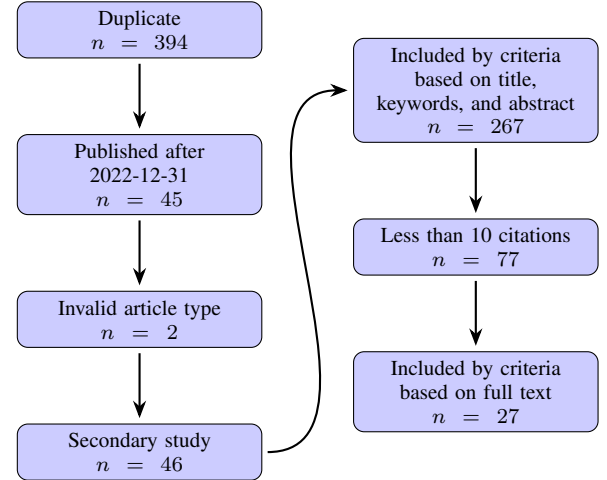 Duplicate
n = 394
Published after
2022-12-31
n = 45
Invalid article type
n = 2
Secondary study
n = 46
Included by criteria
based on title,
keywords, and abstract
n = 267
Less than 10 citations
n = 77
Included by criteria
based on full text
n = 27